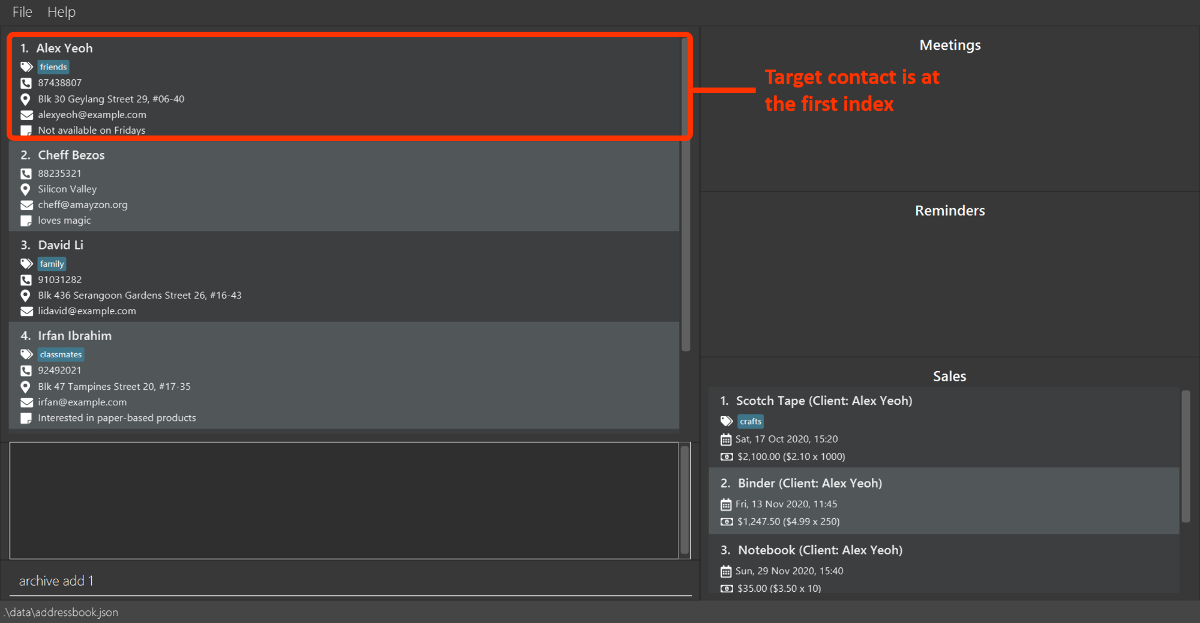 File Help
1. Alex Yeoh
friends
87438807
Blk 30 Geylang Street 29, #06-40
alexyeoh@example.com
Not available on Fridays
2. Cheff Bezos
88235321
Silicon Valley
cheff@amayzon.org
loves magic
3. David Li
family
91031282
Blk 436 Serangoon Gardens Street 26, #16-43
lidavid@example.com
4. Irfan Ibrahim
classmates
92492021
Blk 47 Tampines Street 20, #17-35
irfan@example.com
Interested in paper-based products
archive add 1
.\data\addressbook.json
Meetings
Target contact is at
the first index
Reminders
Sales
1. Scotch Tape (Client: Alex Yeoh)
crafts
Sat, 17 Oct 2020, 15:20
$2,100.00 ($2.10 x 1000)
2. Binder (Client: Alex Yeoh)
Fri, 13 Nov 2020, 11:45
$1,247.50 ($4.99 x 250)
3. Notebook (Client: Alex Yeoh)
Sun, 29 Nov 2020, 15:40
$35.00 ($3.50 x 10)